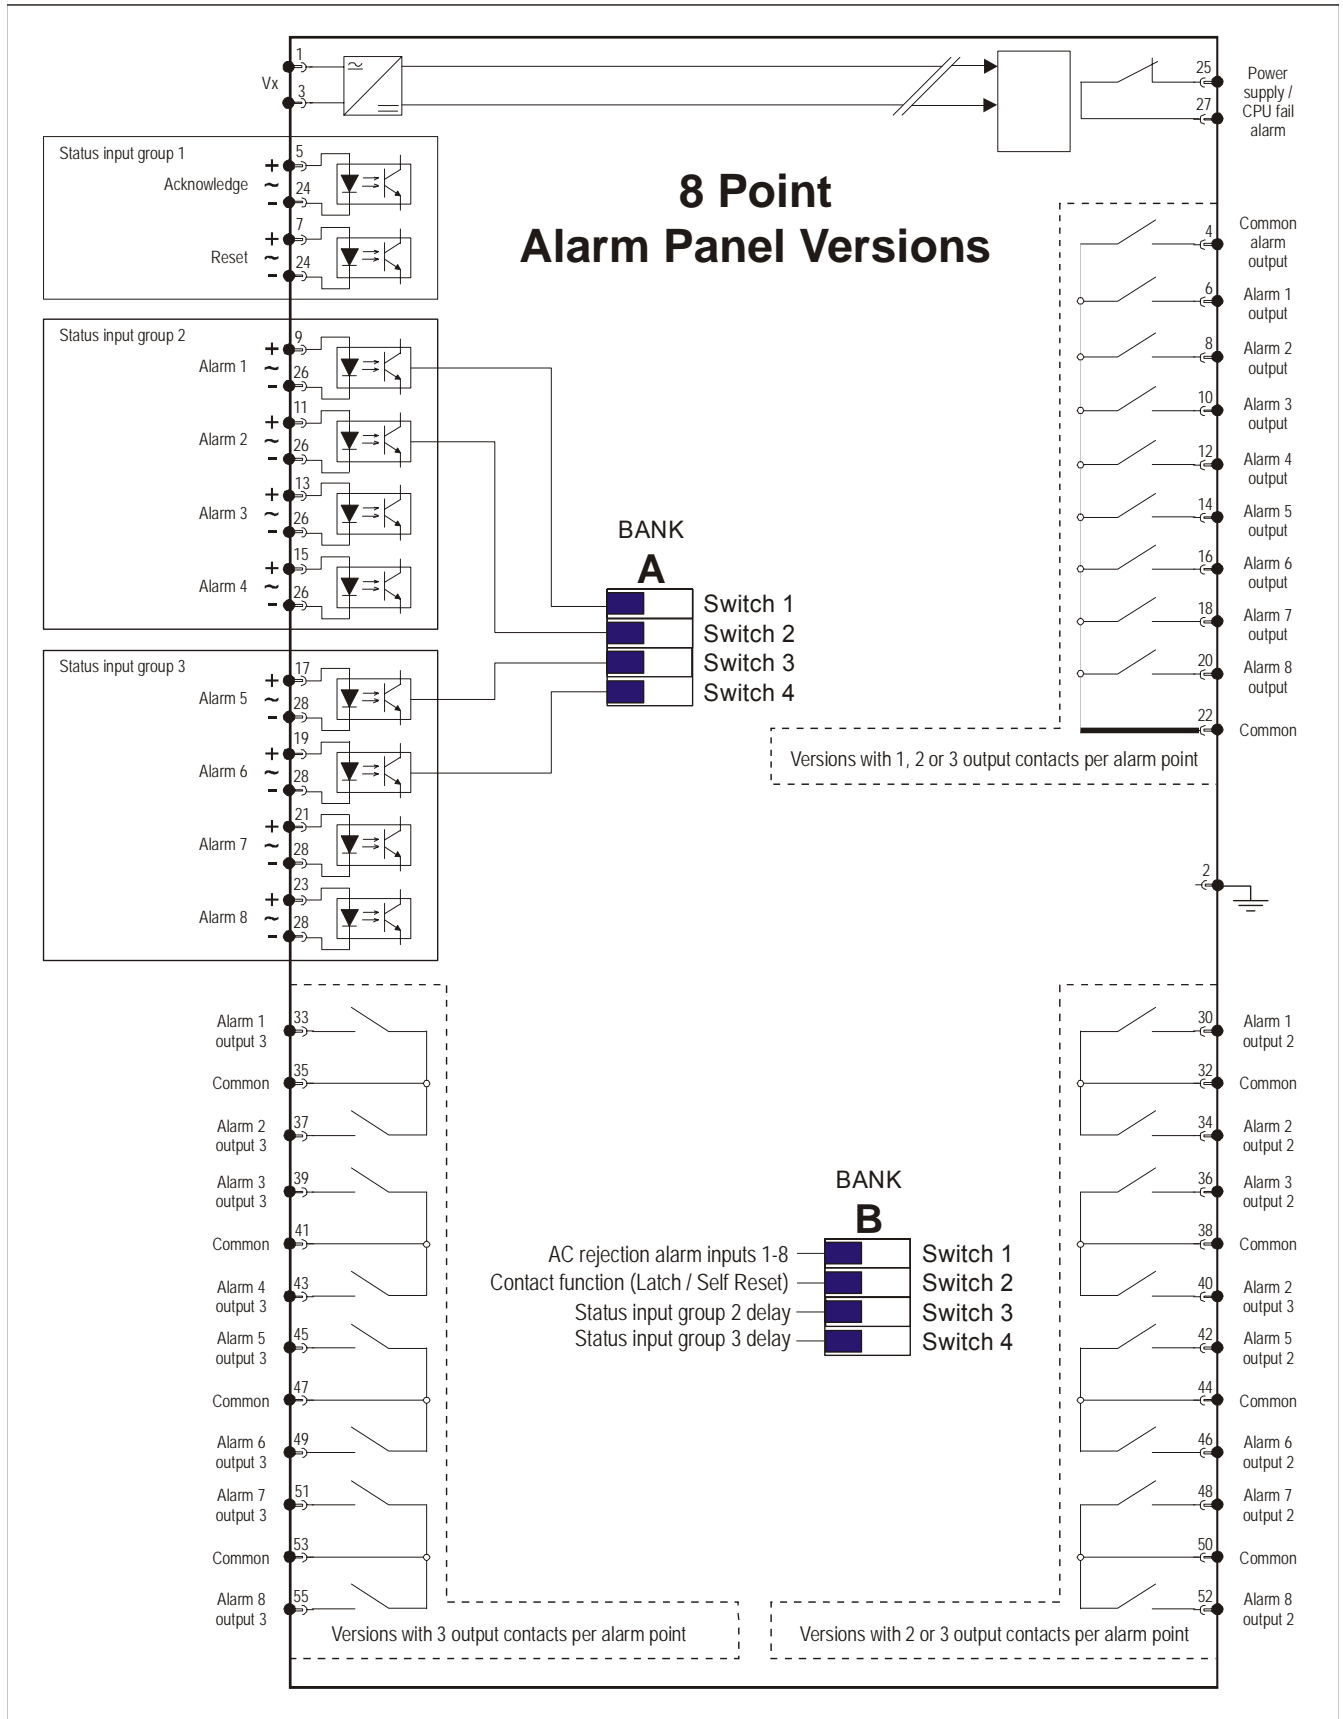 8 Point
Alarm Panel Versions
Vx
1
3
Status input group 1
Acknowledge
+
~
-
5
24
Reset
+
~
-
7
24
Status input group 2
Alarm 1
+
~
-
9
26
Alarm 2
+
~
-
11
26
Alarm 3
+
~
-
13
26
Alarm 4
+
~
-
15
26
Status input group 3
Alarm 5
+
~
-
17
28
Alarm 6
+
~
-
19
28
Alarm 7
+
~
-
21
28
Alarm 8
+
~
-
23
28
BANK
A
Switch 1
Switch 2
Switch 3
Switch 4
25
27
Power
supply /
CPU fail
alarm
4
Common
alarm
output
6
Alarm 1
output
8
Alarm 2
output
10
Alarm 3
output
12
Alarm 4
output
14
Alarm 5
output
16
Alarm 6
output
18
Alarm 7
output
20
Alarm 8
output
22
Common
Versions with 1, 2 or 3 output contacts per alarm point
2
Alarm 1
output 3
33
Common
35
Alarm 2
output 3
37
Alarm 3
output 3
39
Common
41
Alarm 4
output 3
43
Alarm 5
output 3
45
Common
47
Alarm 6
output 3
49
Alarm 7
output 3
51
Common
53
Alarm 8
output 3
55
Versions with 3 output contacts per alarm point
BANK
B
AC rejection alarm inputs 1-8
Switch 1
Contact function (Latch / Self Reset)
Switch 2
Status input group 2 delay
Switch 3
Status input group 3 delay
Switch 4
30
Alarm 1
output 2
32
Common
34
Alarm 2
output 2
36
Alarm 3
output 2
38
Common
40
Alarm 2
output 3
42
Alarm 5
output 2
44
Common
46
Alarm 6
output 2
48
Alarm 7
output 2
50
Common
52
Alarm 8
output 2
Versions with 2 or 3 output contacts per alarm point